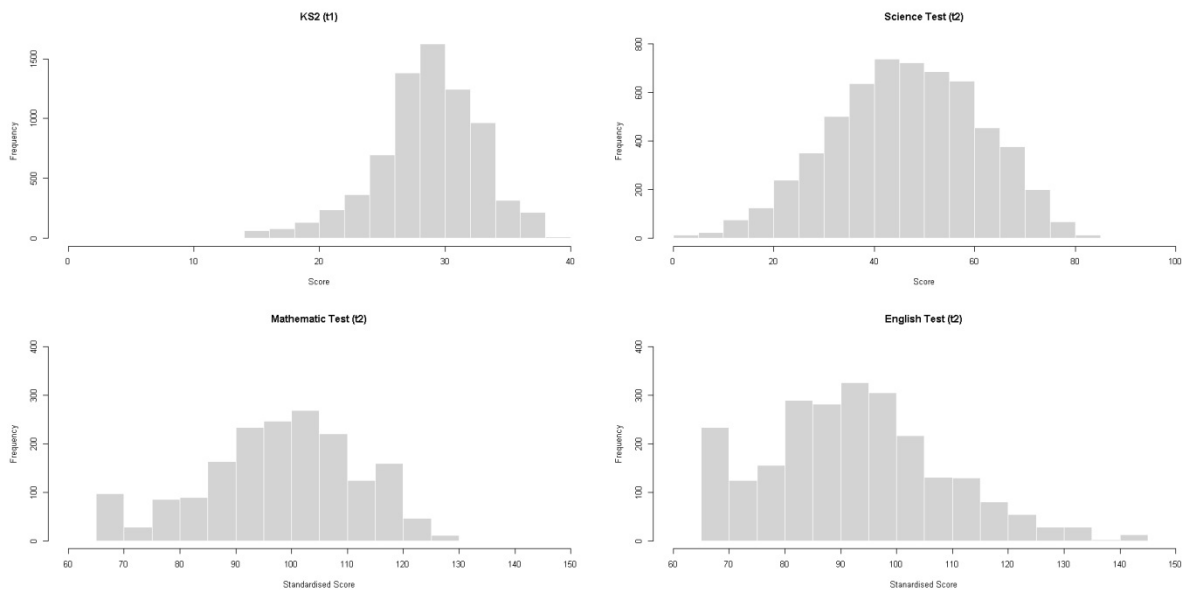 KS2 (t1)
Frequency
0
500
1000
1500
0 10 20 30 40
Score
Science Test (t2)
Frequency
0
200
400
600
800
0 20 40 60 80 100
Score
Mathematic Test (t2)
Frequency
0
100
200
300
400
60 70 80 90 100 110 120 130 140 150
Standardised Score
English Test (t2)
Frequency
0
100
200
300
400
60 70 80 90 100 110 120 130 140 150
Stanardised Score